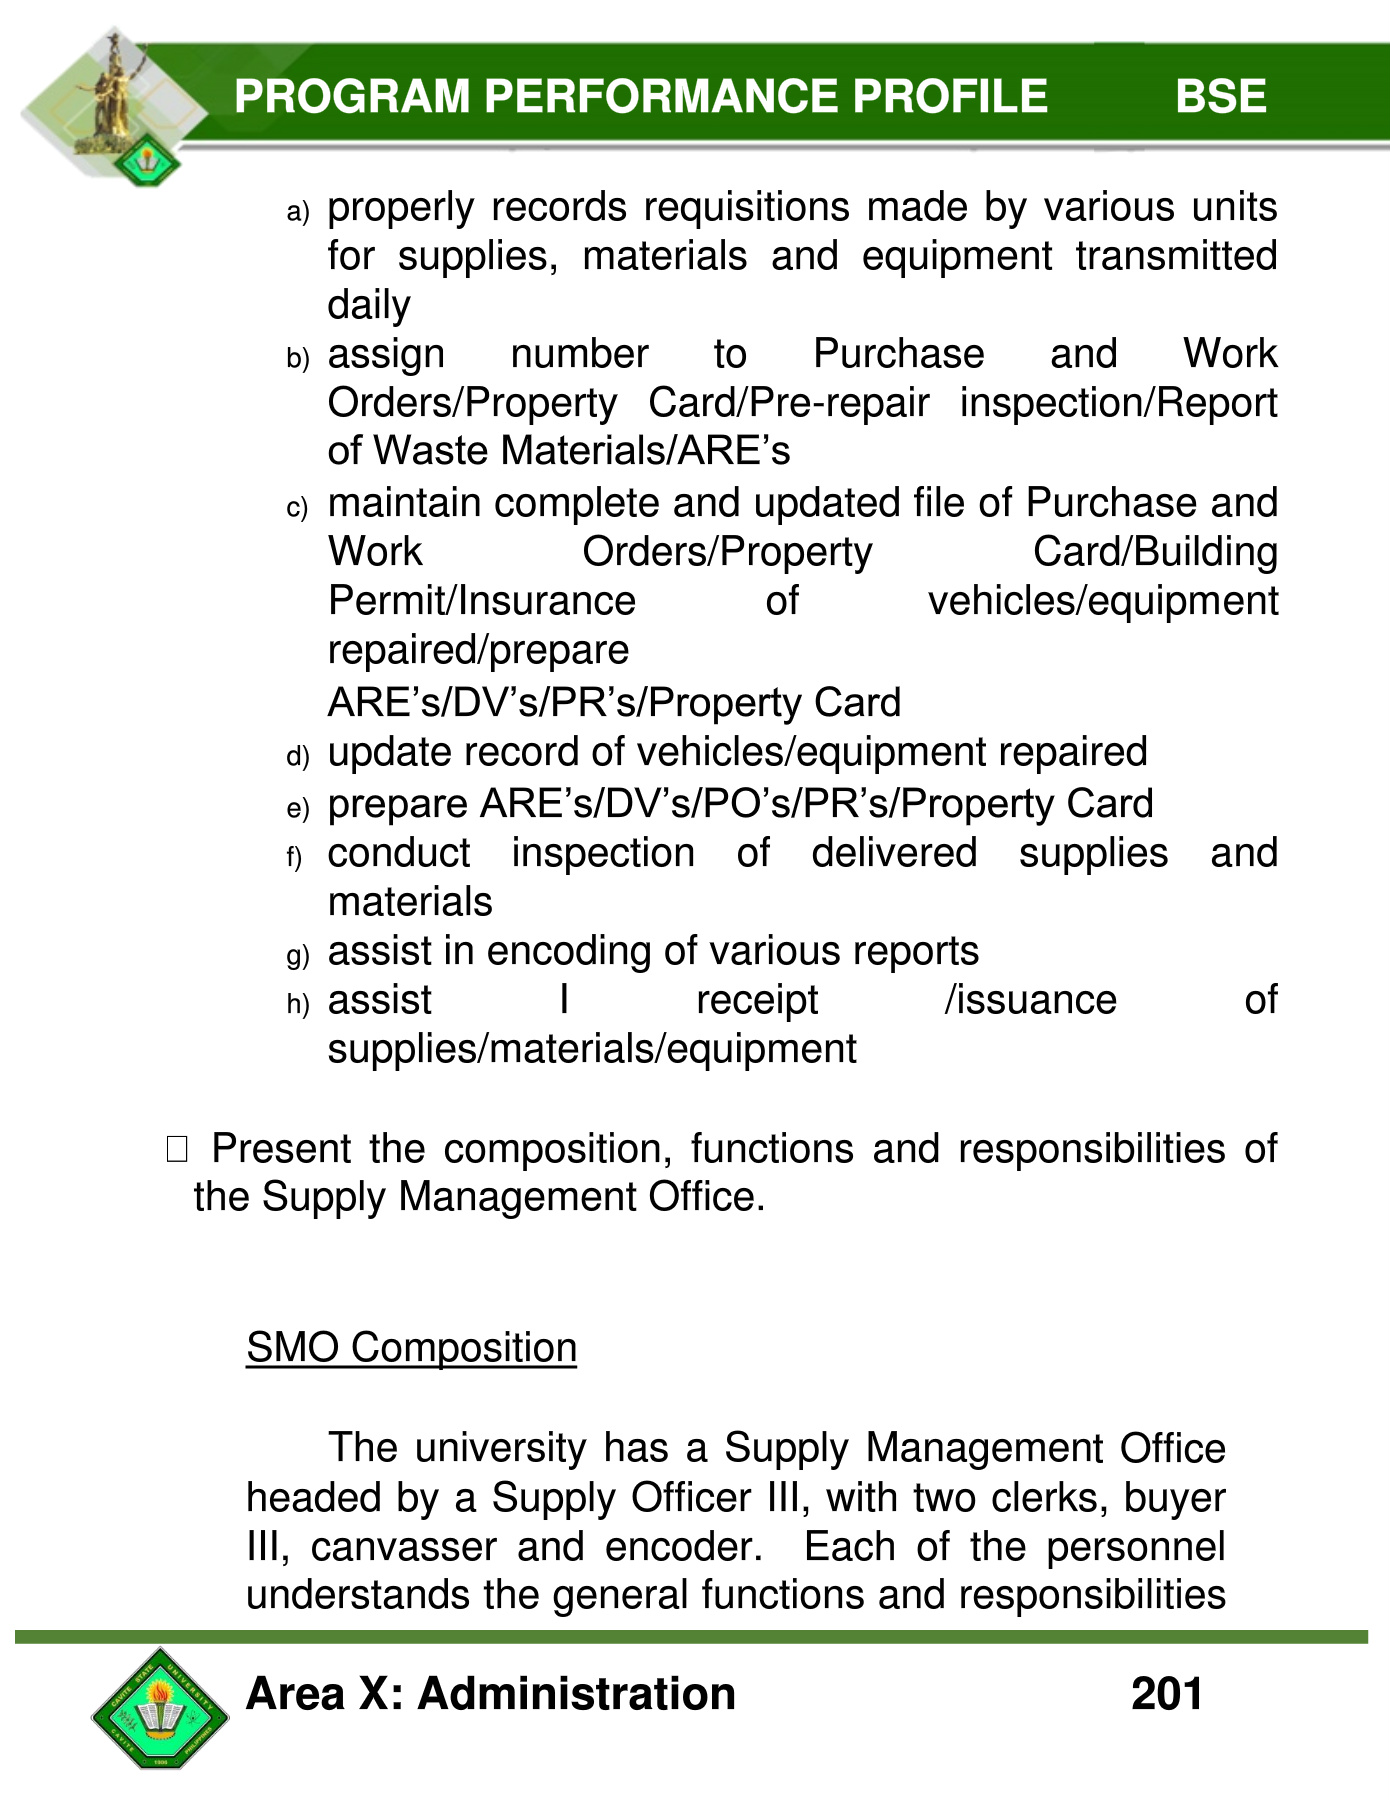 PROGRAM PERFORMANCE PROFILE BSE
a) properly records requisitions made by various units
for supplies, materials and equipment transmitted
daily
b) assign number to Purchase and Work
Orders/Property Card/Pre-repair inspection/Report
of Waste Materials/ARE’s
c) maintain complete and updated file of Purchase and
Work Orders/Property Card/Building
Permit/Insurance of vehicles/equipment
repaired/prepare
ARE’s/DV’s/PR’s/Property Card
d) update record of vehicles/equipment repaired
e) prepare ARE’s/DV’s/PO’s/PR’s/Property Card
f) conduct inspection of delivered supplies and
materials
g) assist in encoding of various reports
h) assist I receipt /issuance of
supplies/materials/equipment
□ Present the composition, functions and responsibilities of
the Supply Management Office.
SMO Composition
The university has a Supply Management Office
headed by a Supply Officer III, with two clerks, buyer
III, canvasser and encoder. Each of the personnel
understands the general functions and responsibilities
CAVITE STATE UNIVERSITY
CAVITE PHILIPPINES
1906
Area X: Administration 201